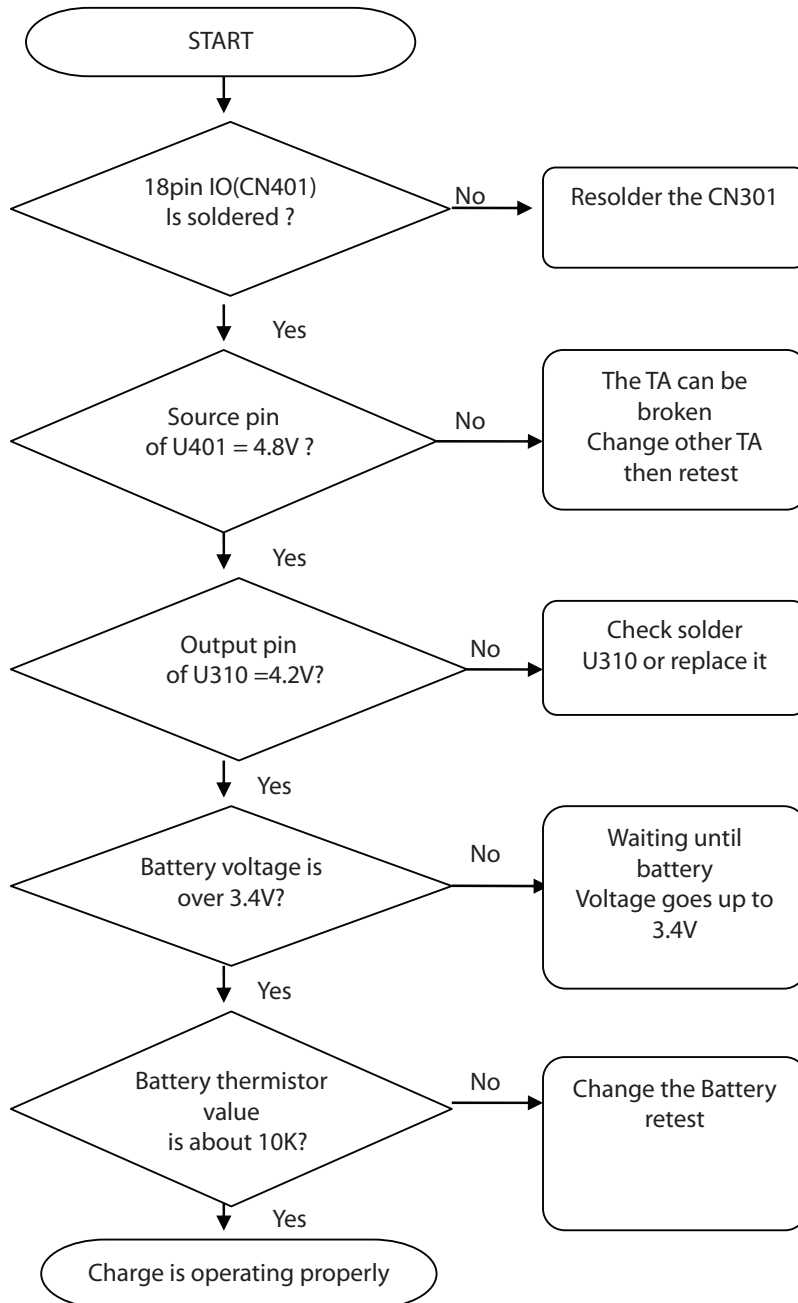 START
18pin IO(CN401)
Is soldered ?
No
Resolder the CN301
Yes
Source pin
of U401 = 4.8V ?
No
The TA can be
broken
Change other TA
then retest
Yes
Output pin
of U310 =4.2V?
No
Check solder
U310 or replace it
Yes
Battery voltage is
over 3.4V?
No
Waiting until
battery
Voltage goes up to
3.4V
Yes
Battery thermistor
value
is about 10K?
No
Change the Battery
retest
Yes
Charge is operating properly